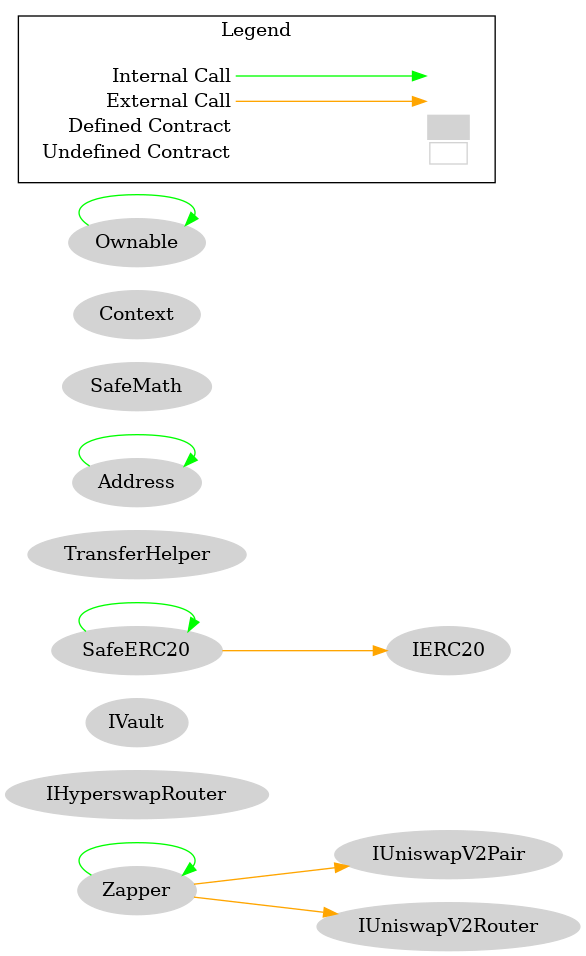 Legend
Internal Call
External Call
Defined Contract
Undefined Contract
Ownable
Context
SafeMath
Address
TransferHelper
SafeERC20
IERC20
IVault
IHyperswapRouter
IUniswapV2Pair
Zapper
IUniswapV2Router